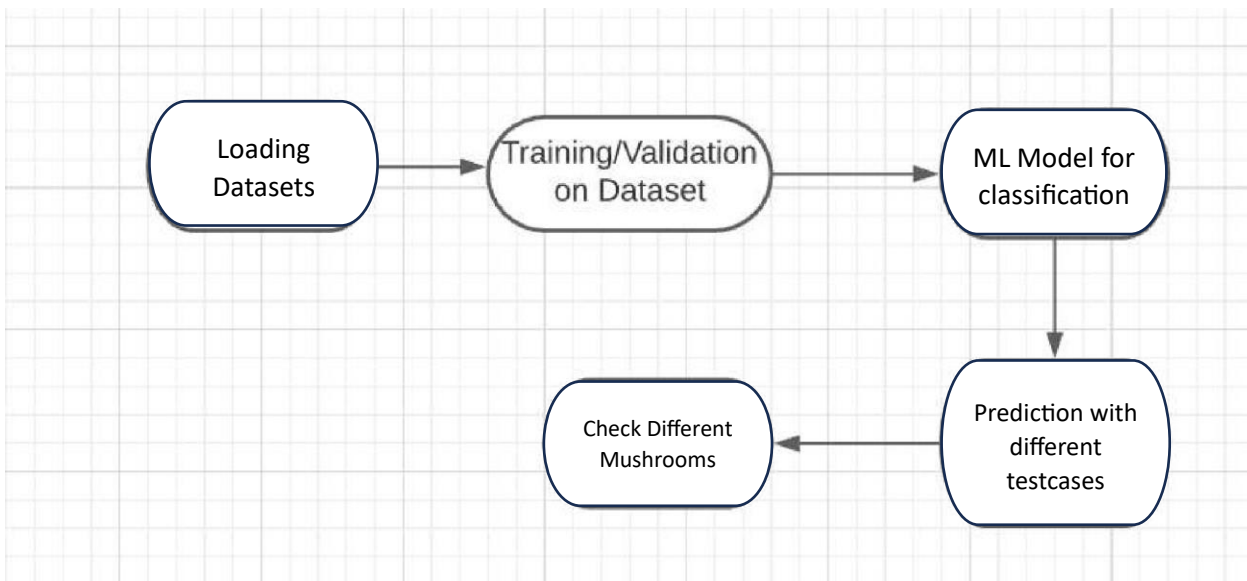 Loading
Datasets
Training/Validation
on Dataset
ML Model for
classification
Prediction with
different
testcases
Check Different
Mushrooms